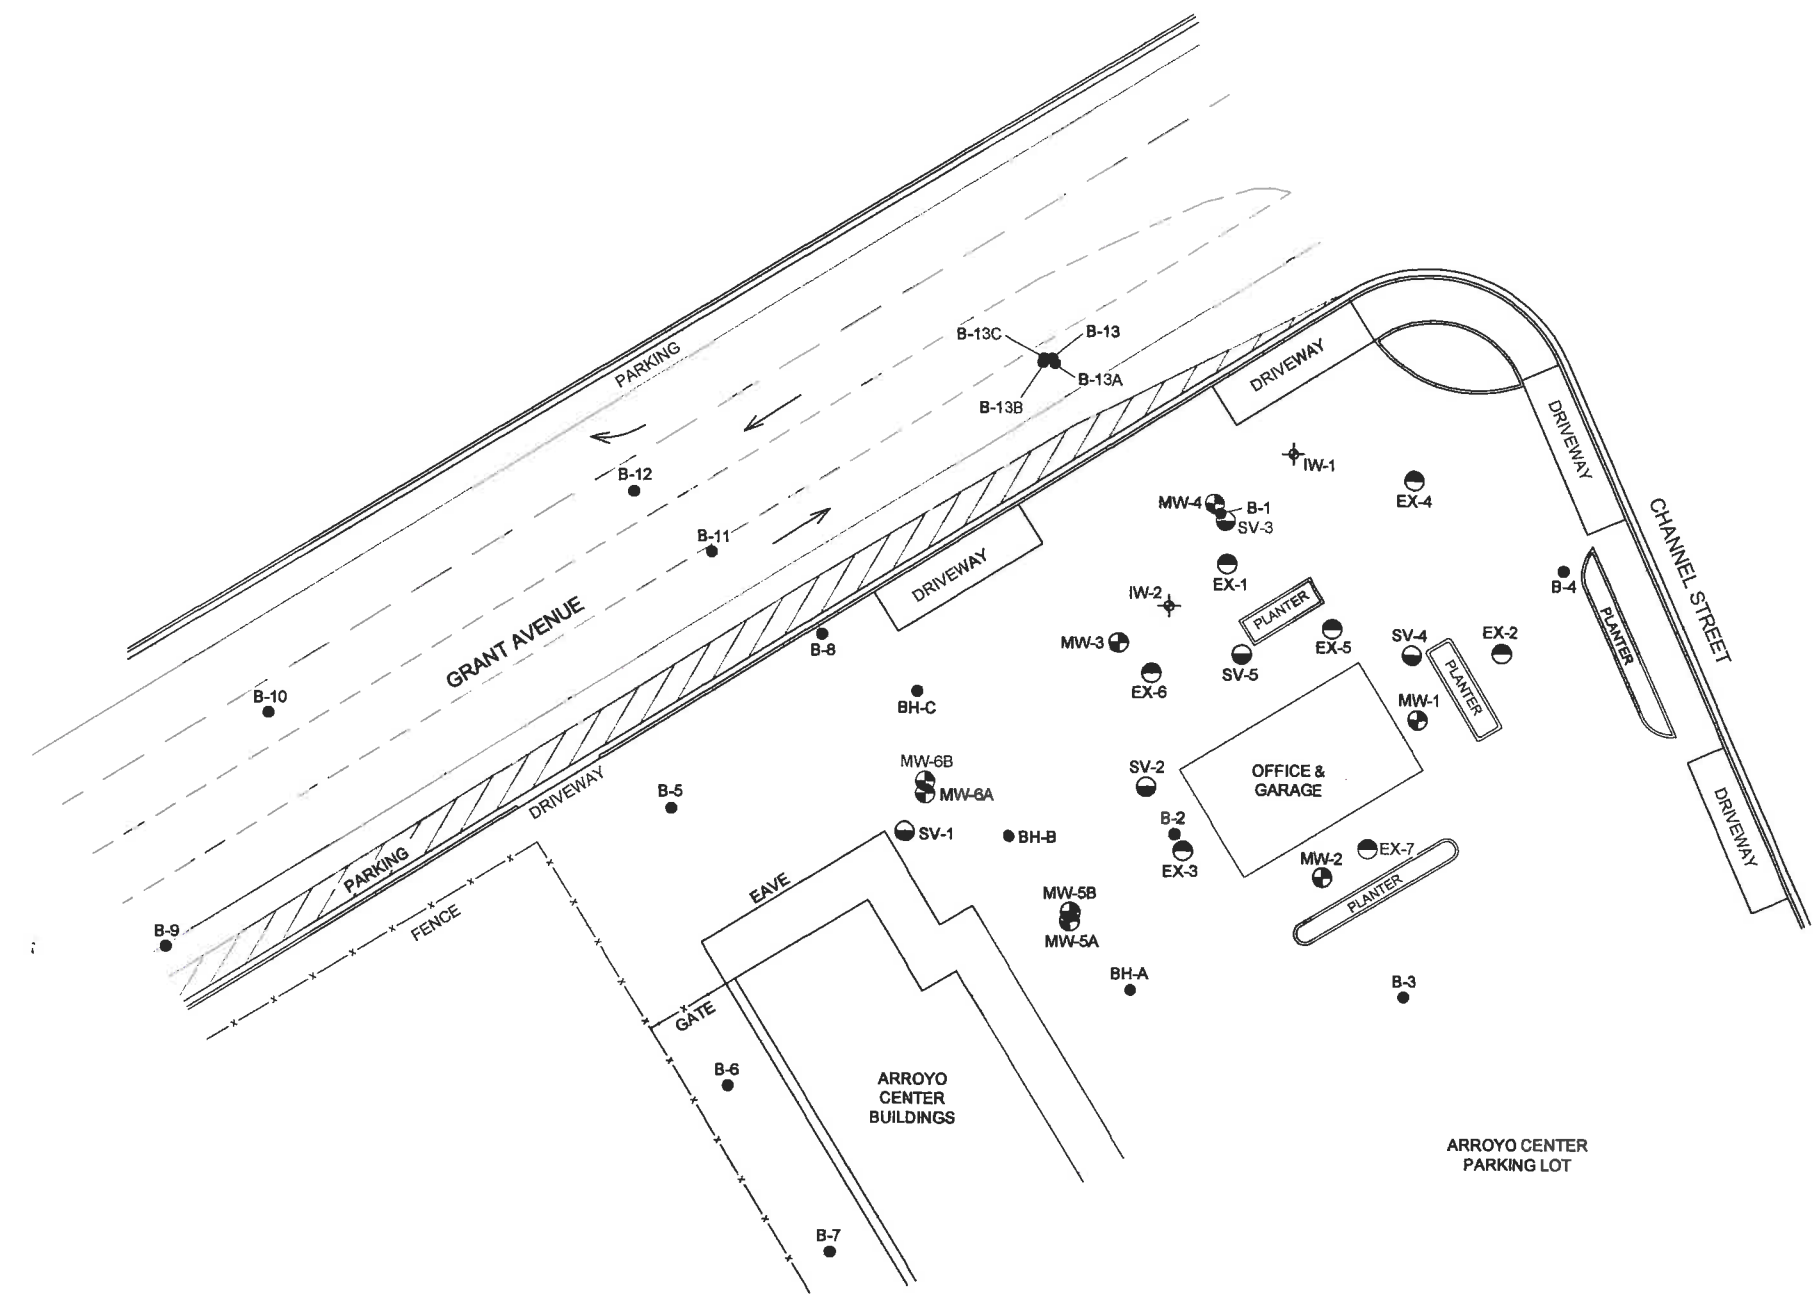 B-13C
B-13
PARKING
DRIVEWAY
B-13A
B-13B
DRIVEWAY
IW-1
B-12
EX-4
MW-4
B-1
SV-3
CHANNEL STREET
B-11
DRIVEWAY
EX-1
B-4
IW-2
PLANTER
GRANT AVENUE
PLANTER
MW-3
B-8
EX-5
SV-4
EX-2
SV-5
EX-6
PLANTER
B-10
BH-C
MW-1
MW-6B
SV-2
OFFICE &
GARAGE
DRIVEWAY
B-5
MW-6A
DRIVEWAY
B-2
SV-1
BH-B
EX-7
MW-2
EX-3
PARKING
EAVE
PLANTER
MW-5B
FENCE
B-9
MW-5A
BH-A
B-3
GATE
B-6
ARROYO
CENTER
BUILDINGS
ARROYO CENTER
PARKING LOT
B-7